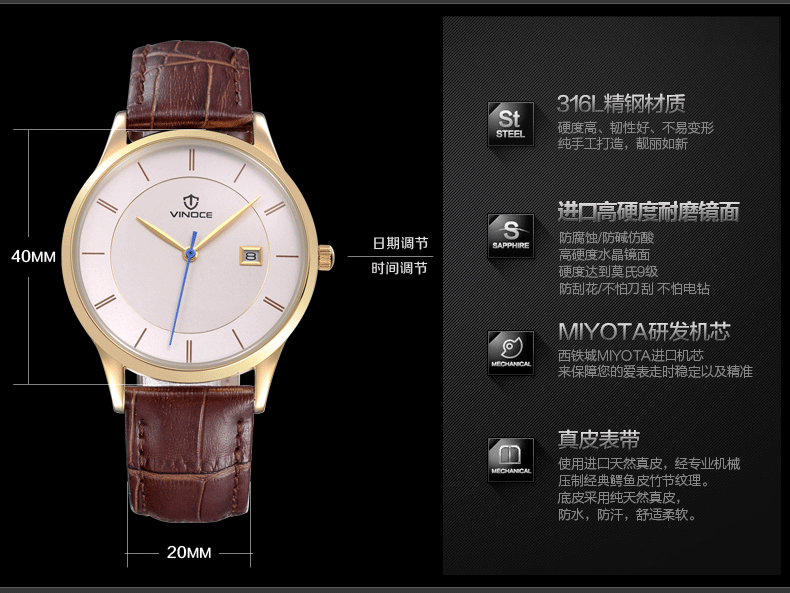 VINOCE
8
40MM
日期调节
时间调节
20MM
St
STEEL
316L精钢材质
硬度高、韧性好、不易变形
纯手工打造，靓丽如新
S
SAPPHIRE
进口高硬度耐磨镜面
防腐蚀/防碱仿酸
高硬度水晶镜面
硬度达到莫氏9级
防刮花/不怕刀刮 不怕电钻
MECHANICAL
MIYOTA研发机芯
西铁城MIYOTA进口机芯
来保障您的爱表走时稳定以及精准
MECHANICAL
真皮表带
使用进口天然真皮，经专业机械
压制经典鳄鱼皮竹节纹理。
底皮采用纯天然真皮，
防水，防汗，舒适柔软。